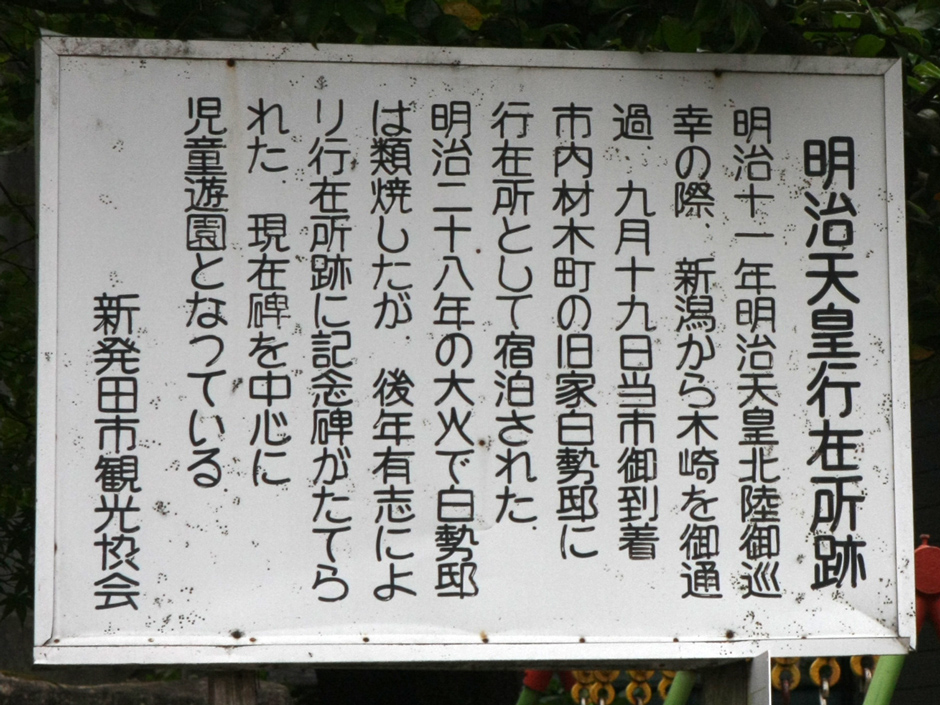 明治天皇行在所跡
明治十一年明治天皇北陸御巡
幸の際、新潟から木崎を御通
過、九月十九日当市御到着
市内材木町の旧家白勢邸に
行在所として宿泊された.
明治二十八年の大火で白勢邸
は類焼したが、後年有志によ
り行在所跡に記念碑がたてら
れた. 現在碑を中心に
児童遊園となっている
新発田市観光協会